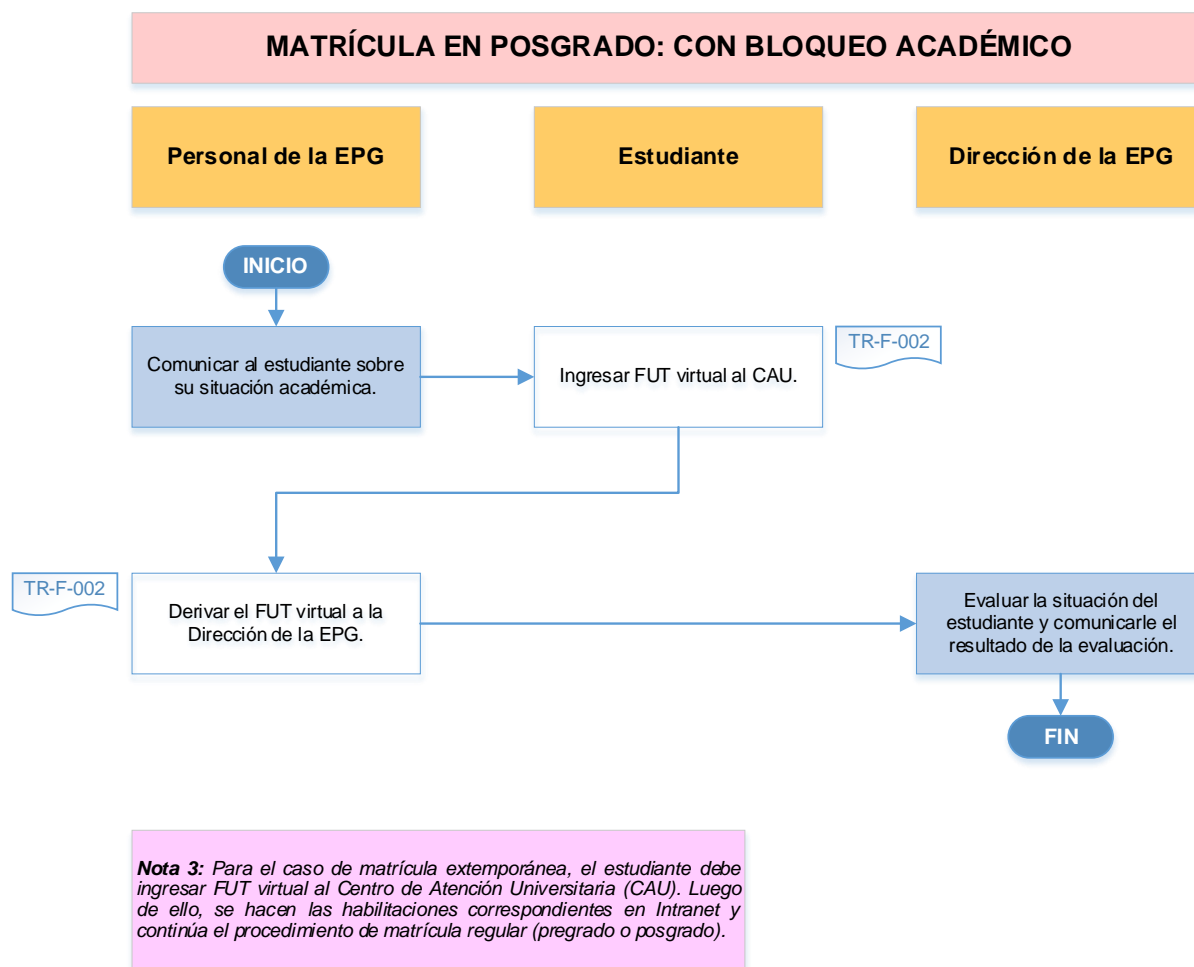 MATRÍCULA EN POSGRADO: CON BLOQUEO ACADÉMICO
Personal de la EPG
Estudiante
Dirección de la EPG
INICIO
Comunicar al estudiante sobre
su situación académica.
Ingresar FUT virtual al CAU.
TR-F-002
TR-F-002
Derivar el FUT virtual a la
Dirección de la EPG.
Evaluar la situación del
estudiante y comunicarle el
resultado de la evaluación.
FIN
Nota 3: Para el caso de matrícula extemporánea, el estudiante debe
ingresar FUT virtual al Centro de Atención Universitaria (CAU). Luego
de ello, se hacen las habilitaciones correspondientes en Intranet y
continúa el procedimiento de matrícula regular (pregrado o posgrado).